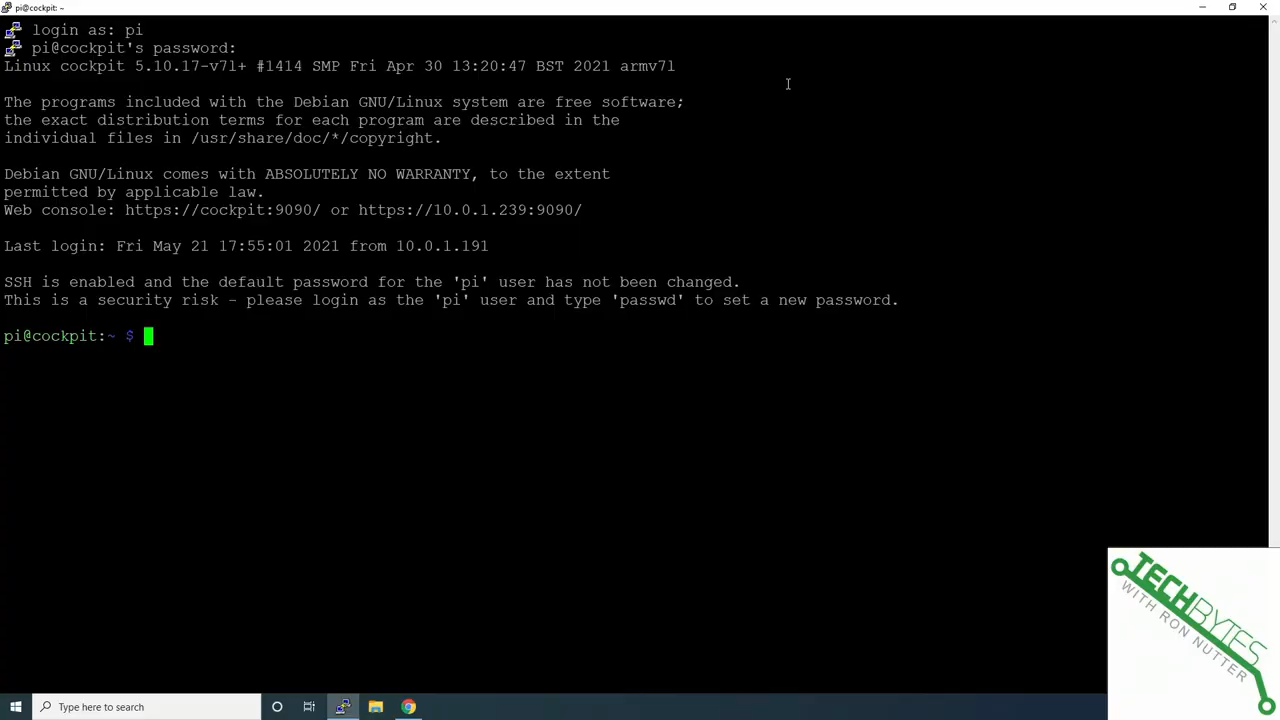 pi@cockpit: ~
login as: pi
pi@cockpit's password:
Linux cockpit 5.10.17-v7l+ #1414 SMP Fri Apr 30 13:20:47 BST 2021 armv7l
The programs included with the Debian GNU/Linux system are free software;
the exact distribution terms for each program are described in the
individual files in /usr/share/doc/*/copyright.
Debian GNU/Linux comes with ABSOLUTELY NO WARRANTY, to the extent
permitted by applicable law.
Web console: https://cockpit:9090/ or https://10.0.1.239:9090/
Last login: Fri May 21 17:55:01 2021 from 10.0.1.191
SSH is enabled and the default password for the 'pi' user has not been changed.
This is a security risk - please login as the 'pi' user and type 'passwd' to set a new password.
pi@cockpit:~ $
TECHBYTES
WITH RON NUTTER
Type here to search